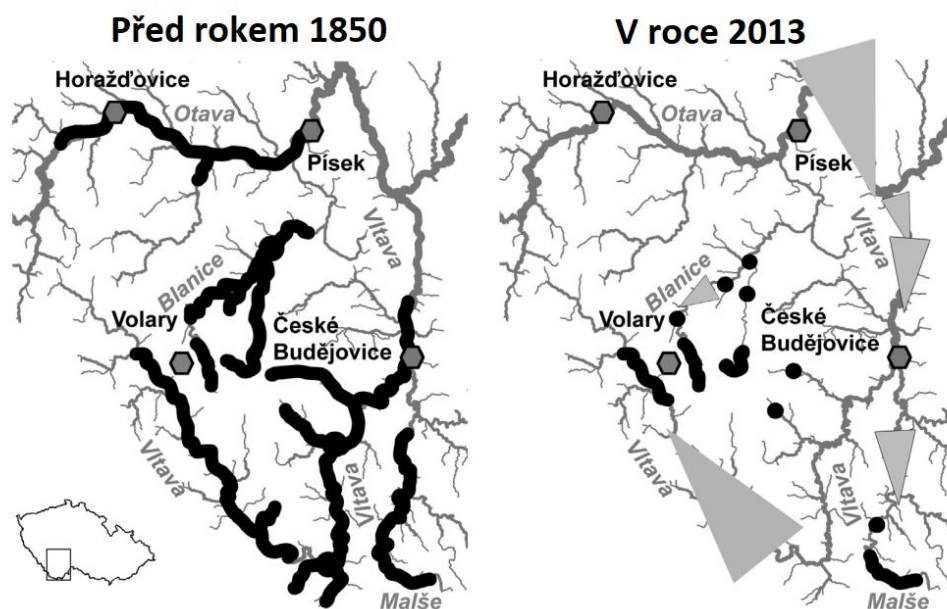 Před rokem 1850
Horažďovice
Otava
Písek
Vltava
Blanice
Volary
České
Budějovice
Vltava
Vltava
Malše
V roce 2013
Horažďovice
Otava
Písek
Vltava
Blanice
Volary
České
Budějovice
Vltava
Vltava
Malše